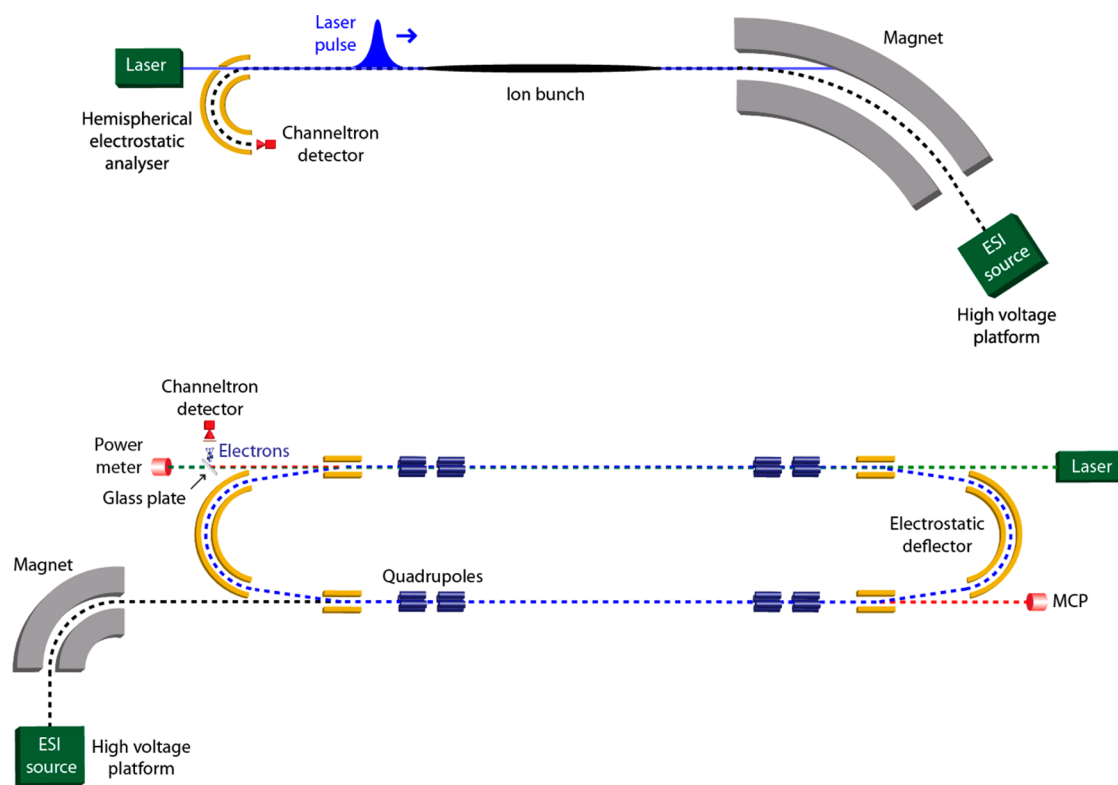 Laser
pulse
Magnet
Laser
Ion bunch
Hemispherical
electrostatic
analyser
Channeltron
detector
ESI
source
High voltage
platform
Channeltron
detector
Power
meter
Electrons
Laser
Glass plate
Electrostatic
deflector
Magnet
Quadrupoles
MCP
ESI
source
High voltage
platform